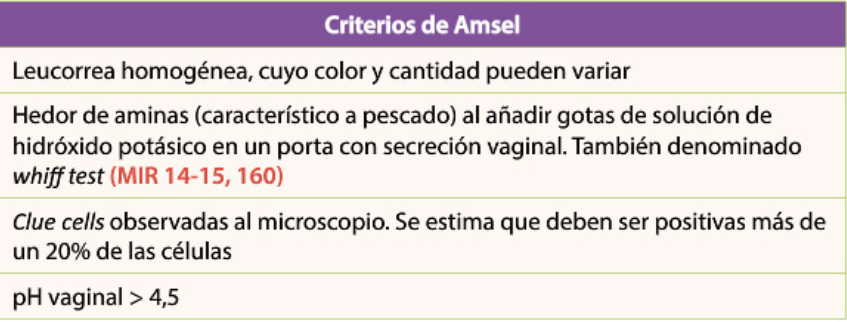 Criterios de Amsel
Leucorrea homogénea, cuyo color y cantidad pueden variar
Hedor de aminas (característico a pescado) al añadir gotas de solución de
hidróxido potásico en un porta con secreción vaginal. También denominado
whiff test (MIR 14-15, 160)
Clue cells observadas al microscopio. Se estima que deben ser positivas más de
un 20% de las células
pH vaginal > 4,5